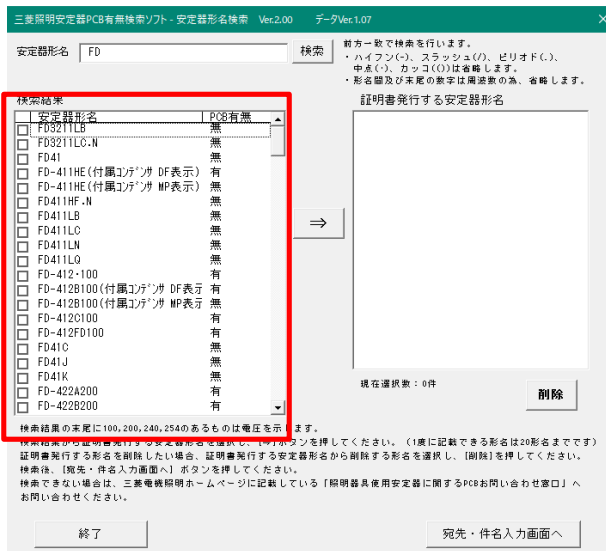 三菱照明安定器PCB有無検索ソフト - 安定器形名検索 Ver.2.00 データVer.1.07
安定器形名 FD 検索
前方一致で検索を行います。
・ハイフン(-)、スラッシュ(/)、ピリオド(.)、
中点(・)、カッコ(())は省略します。
・形名間及び末尾の数字は周波数の為、省略します。
検索結果
安定器形名 PCB有無
FD3211LB 無
FD3211LC・N 無
FD41 無
FD-411HE(付属コンデンサ DF表示) 有
FD-411HE(付属コンデンサ MP表示) 無
FD411HF・N 無
FD411LB 無
FD411LC 無
FD411LN 無
FD411LQ 無
FD-412・100 有
FD-412B100(付属コンデンサ DF表示 有
FD-412B100(付属コンデンサ MP表示 無
FD-412C100 有
FD-412FD100 有
FD41C 無
FD41J 無
FD41K 無
FD-422A200 有
FD-422B200 有
⇒
証明書発行する安定器形名
現在選択数：0件
削除
検索結果の末尾に100,200,240,254のあるものは電圧を示します。
検索結果から証明書発行する安定器形名を選択し、[⇒]ボタンを押してください。（1度に記載できる形名は20形名までです）
証明書発行する形名を削除したい場合、証明書発行する安定器形名から削除する形名を選択し、[削除]を押してください。
検索後、[宛先・件名入力画面へ] ボタンを押してください。
検索できない場合は、三菱電機照明ホームページに記載している「照明器具使用安定器に関するPCBお問い合わせ窓口」へ
お問い合わせください。
終了
宛先・件名入力画面へ